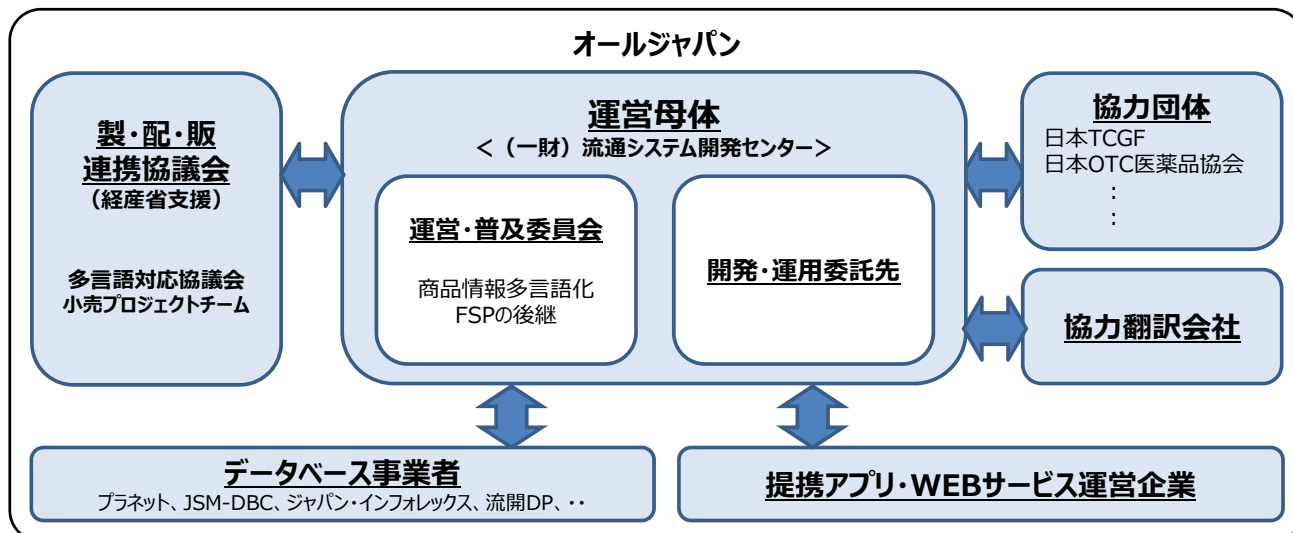 オールジャパン
製・配・販
連携協議会
（経産省支援）
多言語対応協議会
小売プロジェクトチーム
運営母体
＜（一財）流通システム開発センター＞
運営・普及委員会
商品情報多言語化
FSPの後継
開発・運用委託先
協力団体
日本TCGF
日本OTC医薬品協会
：
：
協力翻訳会社
データベース事業者
プラネット、JSM-DBC、ジャパン・インフォレックス、流開DP、・・
提携アプリ・WEBサービス運営企業